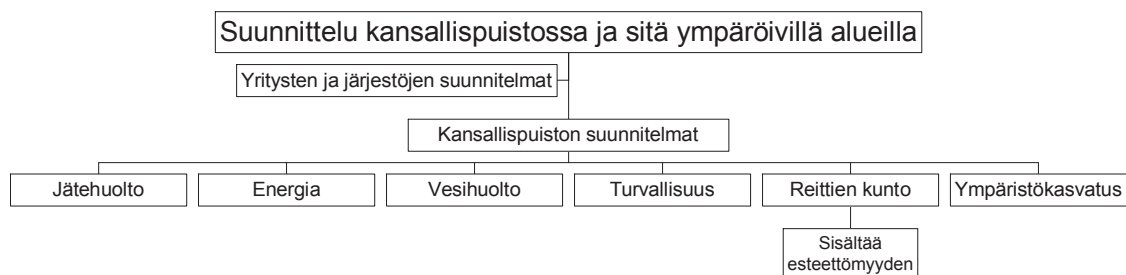 Suunnittelu kansallispuistossa ja sitä ympäröivillä alueilla
Yritysten ja järjestöjen suunnitelmat
Kansallispuiston suunnitelmat
Jätehuolto
Energia
Vesihuolto
Turvallisuus
Reittien kunto
Ympäristökasvatus
Sisältää
esteettömyyden